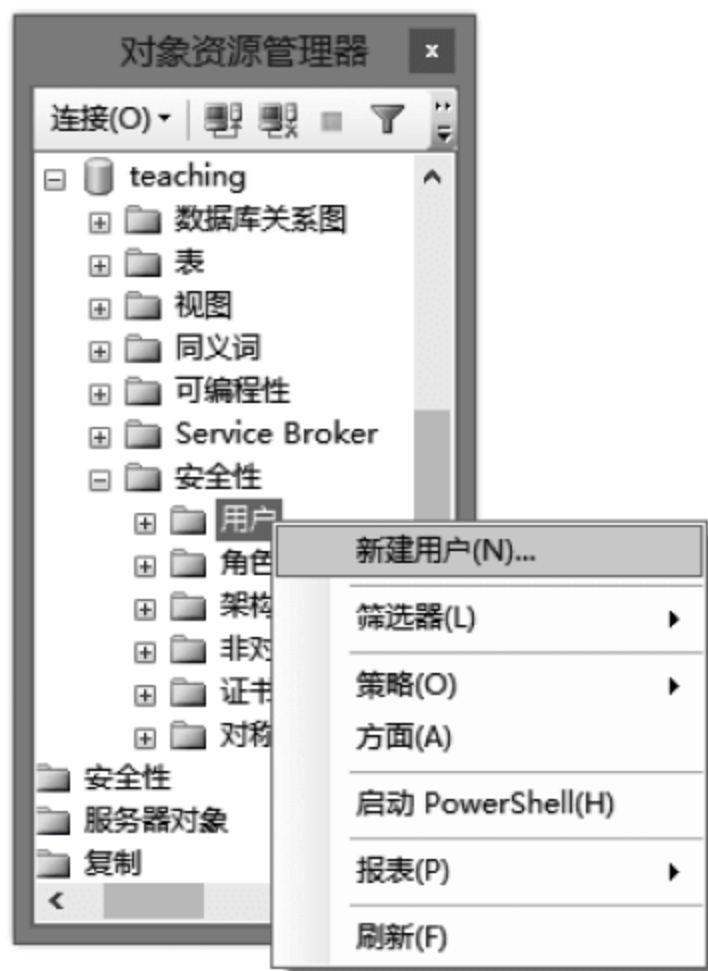 对象资源管理器
连接(O)
teaching
数据库关系图
表
视图
同义词
可编程性
Service Broker
安全性
用户
新建用户(N)...
角色
筛选器(L)
架构
非对
策略(O)
证书
方面(A)
对称
安全性
启动 PowerShell(H)
服务器对象
复制
报表(P)
刷新(F)